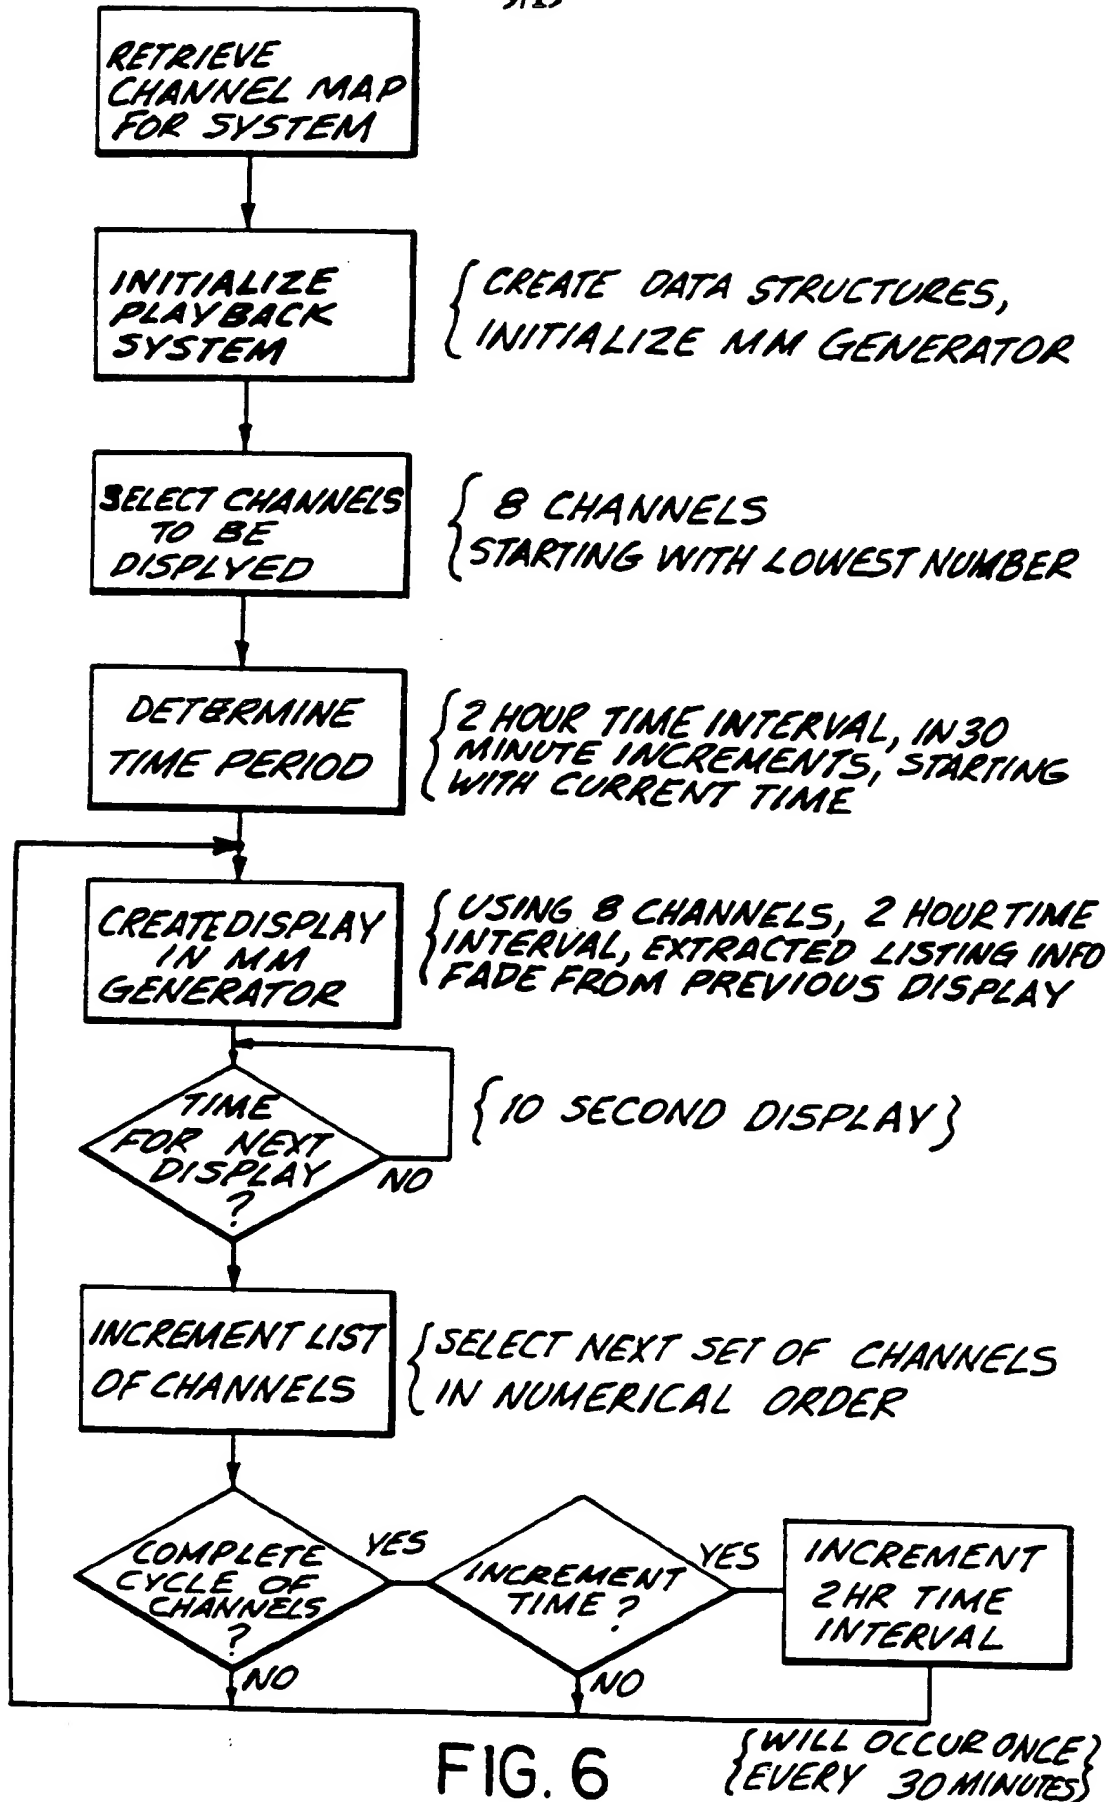 RETRIEVE
CHANNEL MAP
FOR SYSTEM
INITIALIZE
PLAYBACK
SYSTEM
{ CREATE DATA STRUCTURES,
INITIALIZE MM GENERATOR
SELECT CHANNELS
TO BE
DISPLYED
{ 8 CHANNELS
STARTING WITH LOWEST NUMBER
DETERMINE
TIME PERIOD
{ 2 HOUR TIME INTERVAL, IN 30
MINUTE INCREMENTS, STARTING
WITH CURRENT TIME
CREATE DISPLAY
IN MM
GENERATOR
{ USING 8 CHANNELS, 2 HOUR TIME
INTERVAL, EXTRACTED LISTING INFO
FADE FROM PREVIOUS DISPLAY
TIME
FOR NEXT
DISPLAY
?
NO
{ 10 SECOND DISPLAY }
INCREMENT LIST
OF CHANNELS
{ SELECT NEXT SET OF CHANNELS
IN NUMERICAL ORDER
COMPLETE
CYCLE OF
CHANNELS
?
YES
NO
INCREMENT
TIME ?
YES
NO
INCREMENT
2 HR TIME
INTERVAL
{ WILL OCCUR ONCE }
{ EVERY 30 MINUTES }
FIG. 6